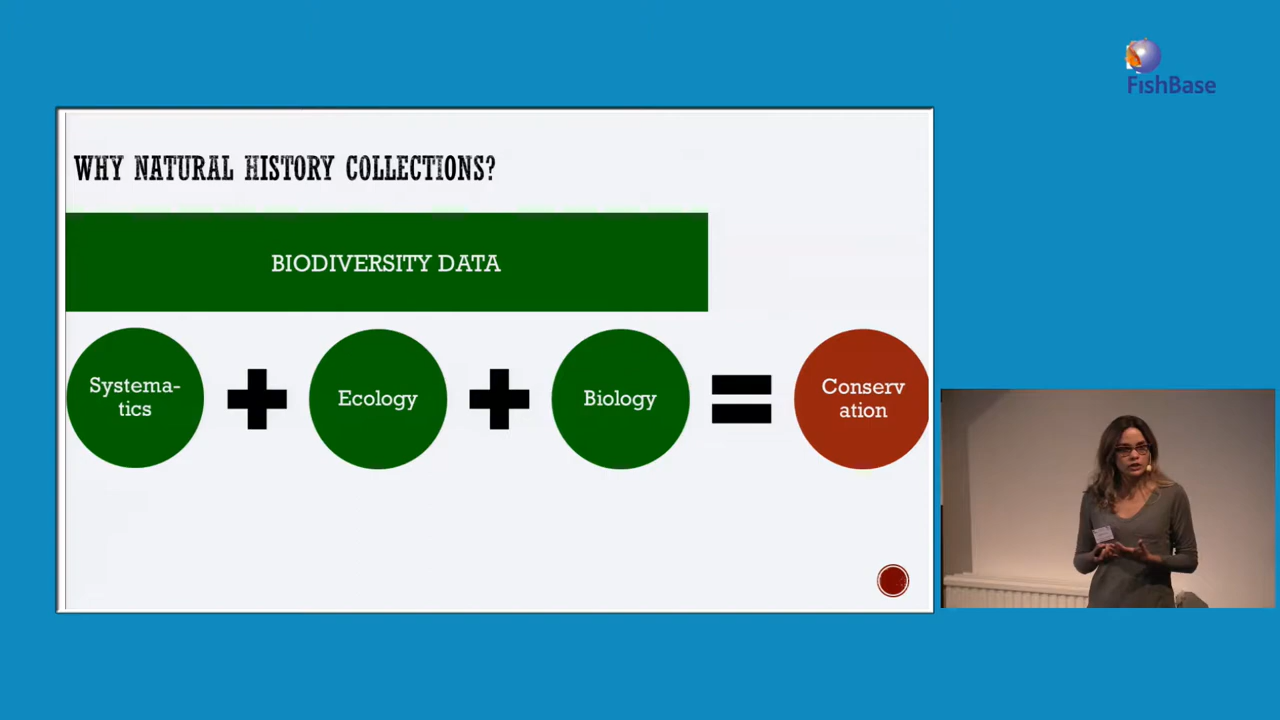 FishBase
WHY NATURAL HISTORY COLLECTIONS?
BIODIVERSITY DATA
Systema-
tics
+
Ecology
+
Biology
=
Conserv
ation